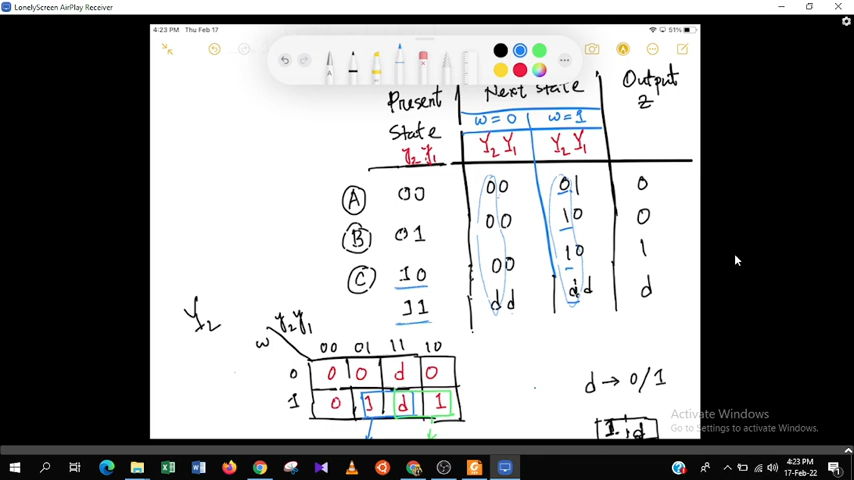 LonelyScreen AirPlay Receiver
4:23 PM Thu Feb 17
51%
Present
State
y2 y1
Next State
w = 0
w = 1
Y2 Y1
Y2 Y1
Output
z
A 00 00 01 0
B 01 00 10 0
C 10 00 10 1
11 dd dd d
Y2
y2y1
w
00 01 11 10
0 0 0 d 0
1 0 1 d 1
d → 0/1
1, d
Activate Windows
Go to Settings to activate Windows.
4:23 PM
17-Feb-22